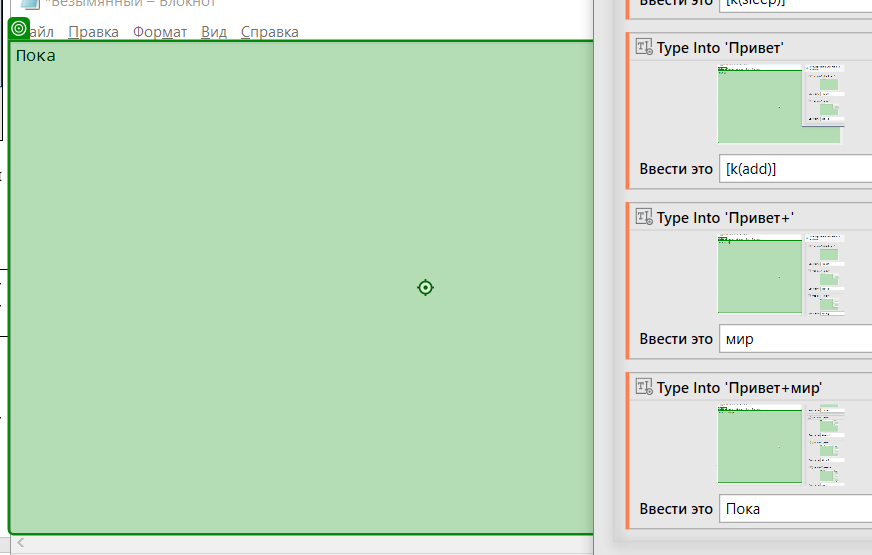 *Безымянный – Блокнот
айл Правка Формат Вид Справка
Пока
Ввести это [k(sleep)]
Type Into 'Привет'
Ввести это [k(add)]
Type Into 'Привет+'
Ввести это мир
Type Into 'Привет+мир'
Ввести это Пока